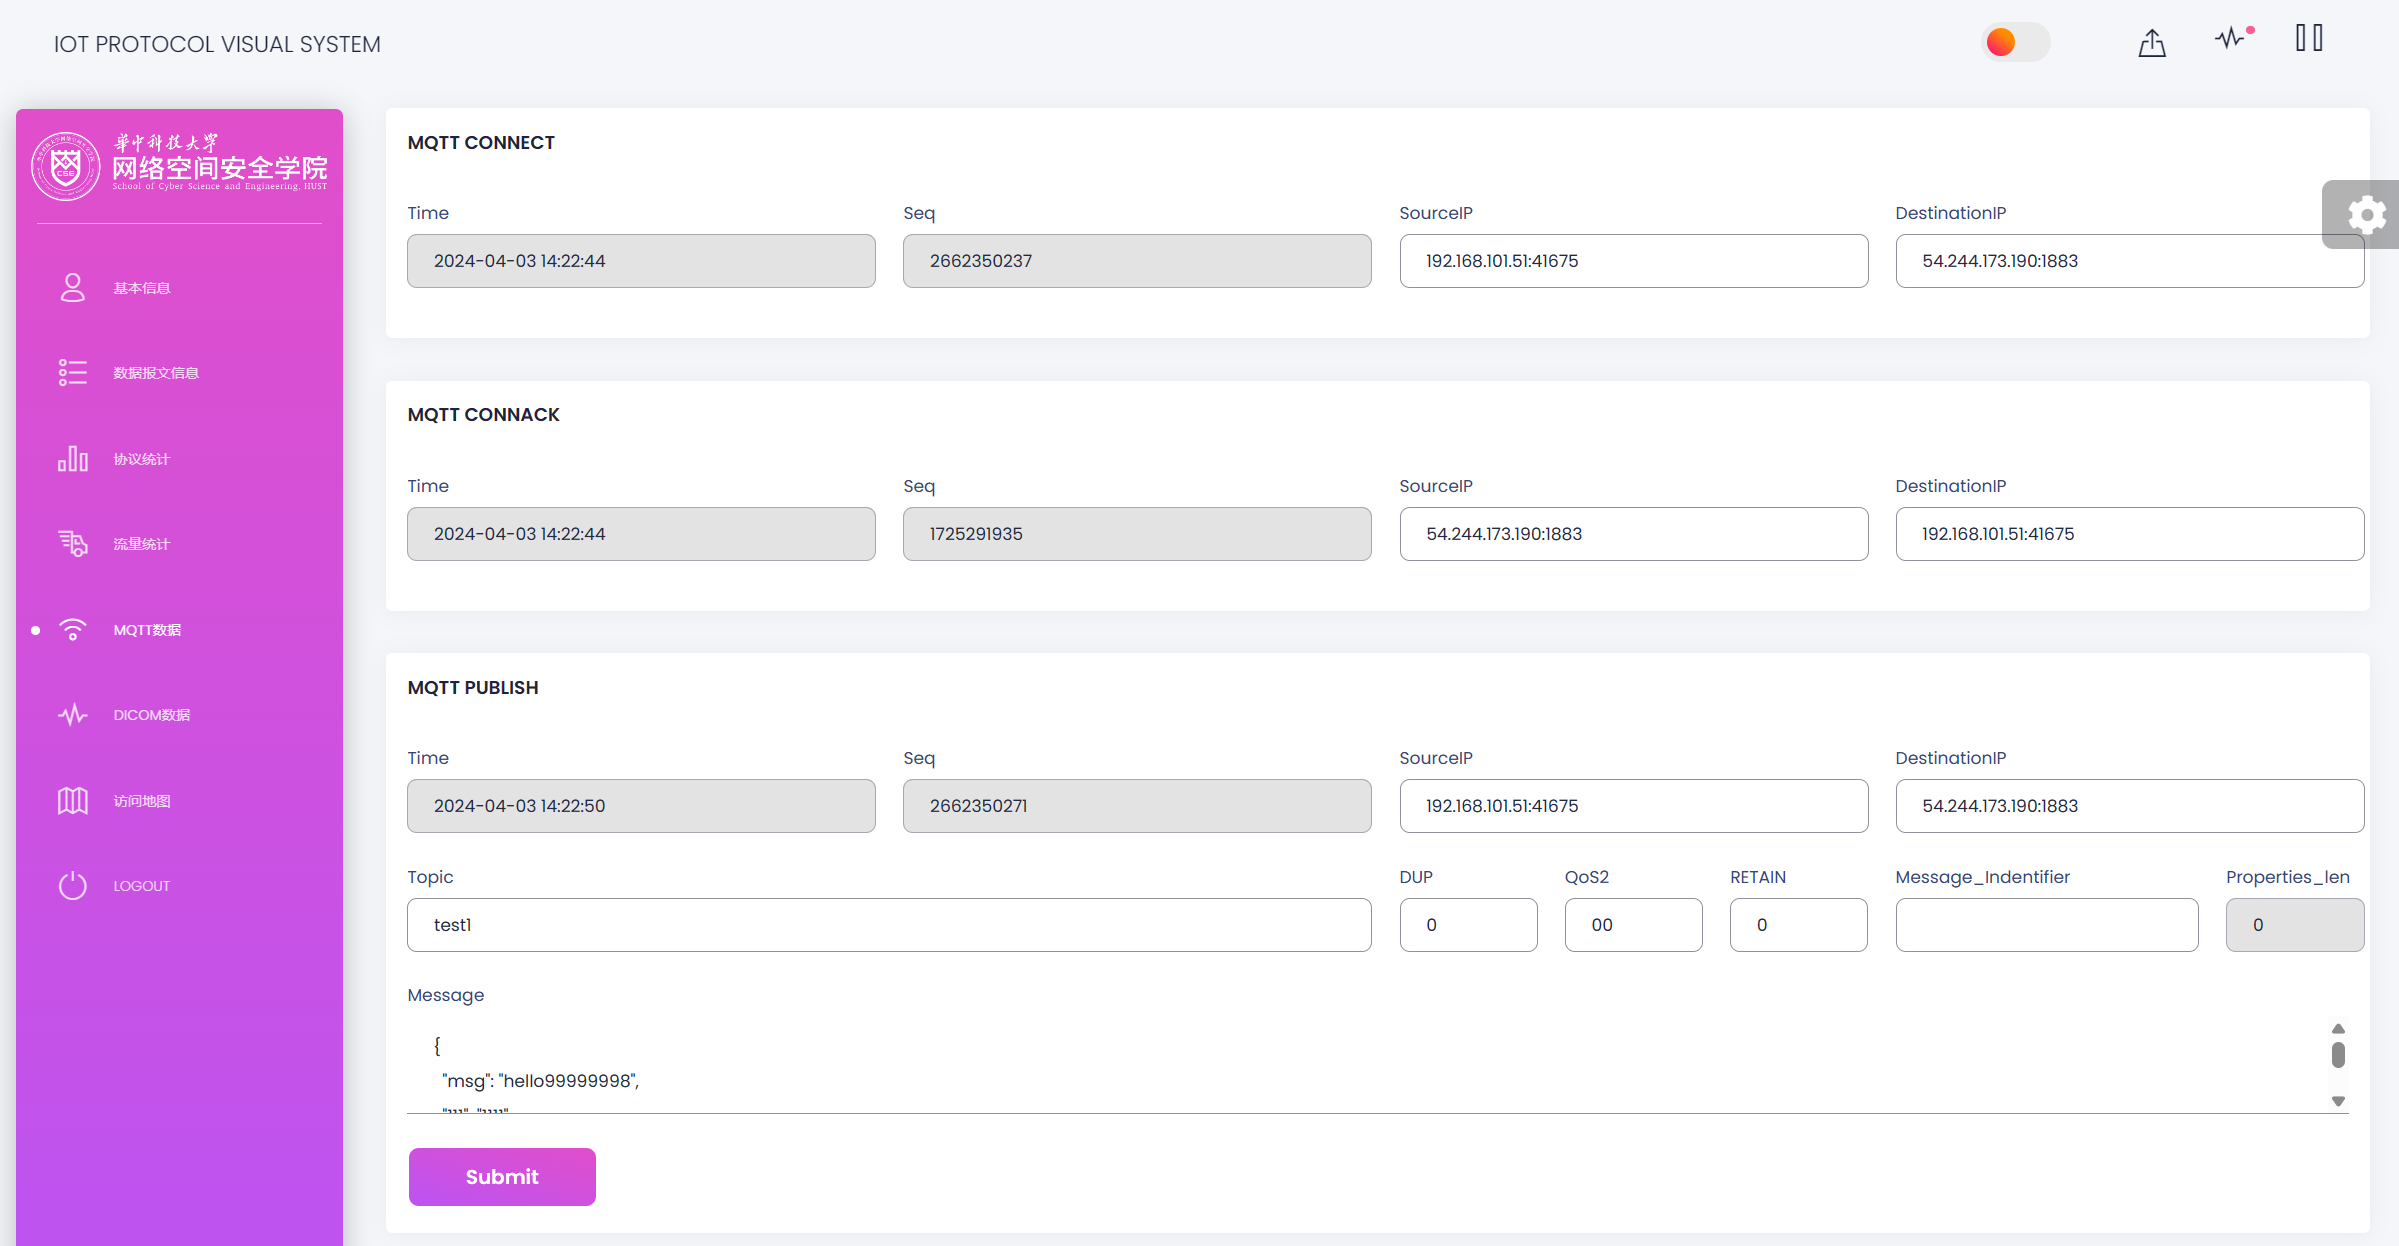 IOT PROTOCOL VISUAL SYSTEM
華中科技大学
网络空间安全学院
School of Cyber Science and Engineering, HUST
CSE
基本信息
数据报文信息
协议统计
流量统计
MQTT数据
DICOM数据
访问地图
LOGOUT
MQTT CONNECT
Time Seq SourceIP DestinationIP
2024-04-03 14:22:44 2662350237 192.168.101.51:41675 54.244.173.190:1883
MQTT CONNACK
Time Seq SourceIP DestinationIP
2024-04-03 14:22:44 1725291935 54.244.173.190:1883 192.168.101.51:41675
MQTT PUBLISH
Time Seq SourceIP DestinationIP
2024-04-03 14:22:50 2662350271 192.168.101.51:41675 54.244.173.190:1883
Topic DUP QoS2 RETAIN Message_Indentifier Properties_len
test1 0 00 0 0
Message
{
"msg": "hello99999998",
Submit